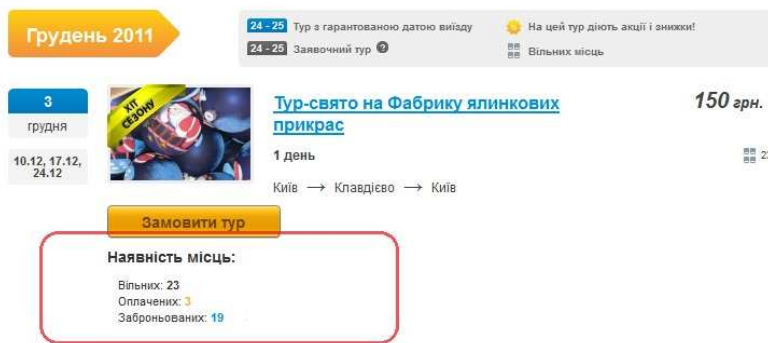 Грудень 2011
24 - 25 Тур з гарантованою датою виїзду
На цей тур діють акції і знижки!
24 - 25 Заявочний тур ?
Вільних місць
3
грудня
10.12, 17.12,
24.12
ХІТ
СЕЗОНУ
Тур-свято на Фабрику ялинкових
прикрас
1 день
Київ → Клавдієво → Київ
150 грн.
Замовити тур
Наявність місць:
Вільних: 23
Оплачених: 3
Заброньованих: 19